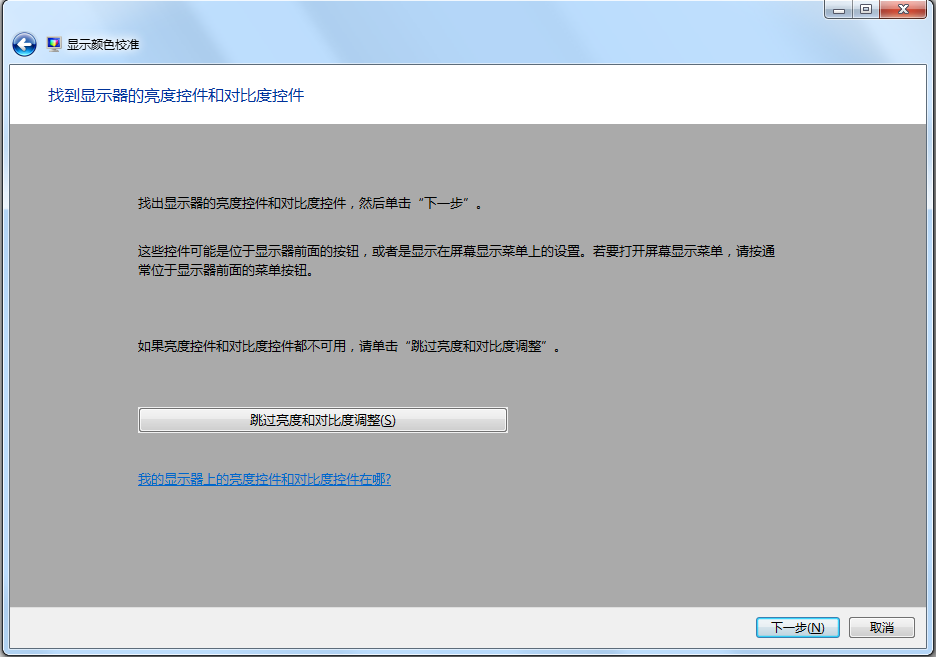 显示颜色校准
找到显示器的亮度控件和对比度控件
找出显示器的亮度控件和对比度控件，然后单击“下一步”。
这些控件可能是位于显示器前面的按钮，或者是显示在屏幕显示菜单上的设置。若要打开屏幕显示菜单，请按通
常位于显示器前面的菜单按钮。
如果亮度控件和对比度控件都不可用，请单击“跳过亮度和对比度调整”。
跳过亮度和对比度调整(S)
我的显示器上的亮度控件和对比度控件在哪?
下一步(N)
取消